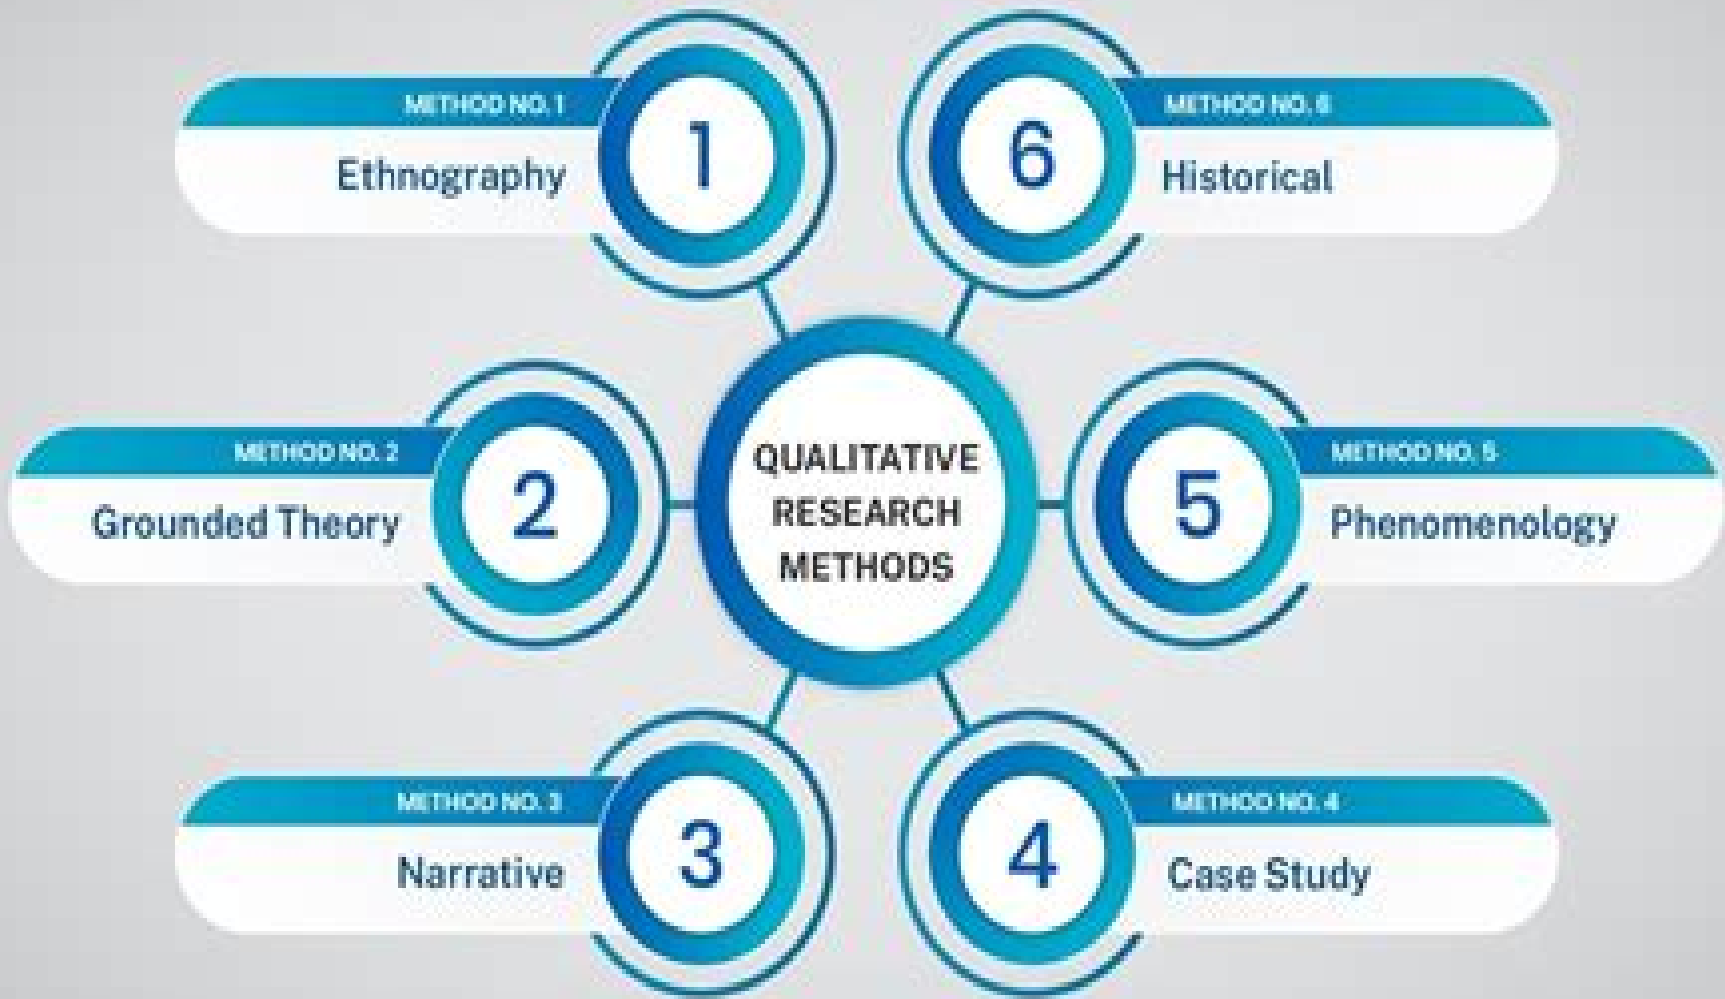 METHOD NO. 1
Ethnography
1
METHOD NO. 6
Historical
6
METHOD NO. 2
Grounded Theory
2
QUALITATIVE
RESEARCH
METHODS
METHOD NO. 5
Phenomenology
5
METHOD NO. 3
Narrative
3
METHOD NO. 4
Case Study
4